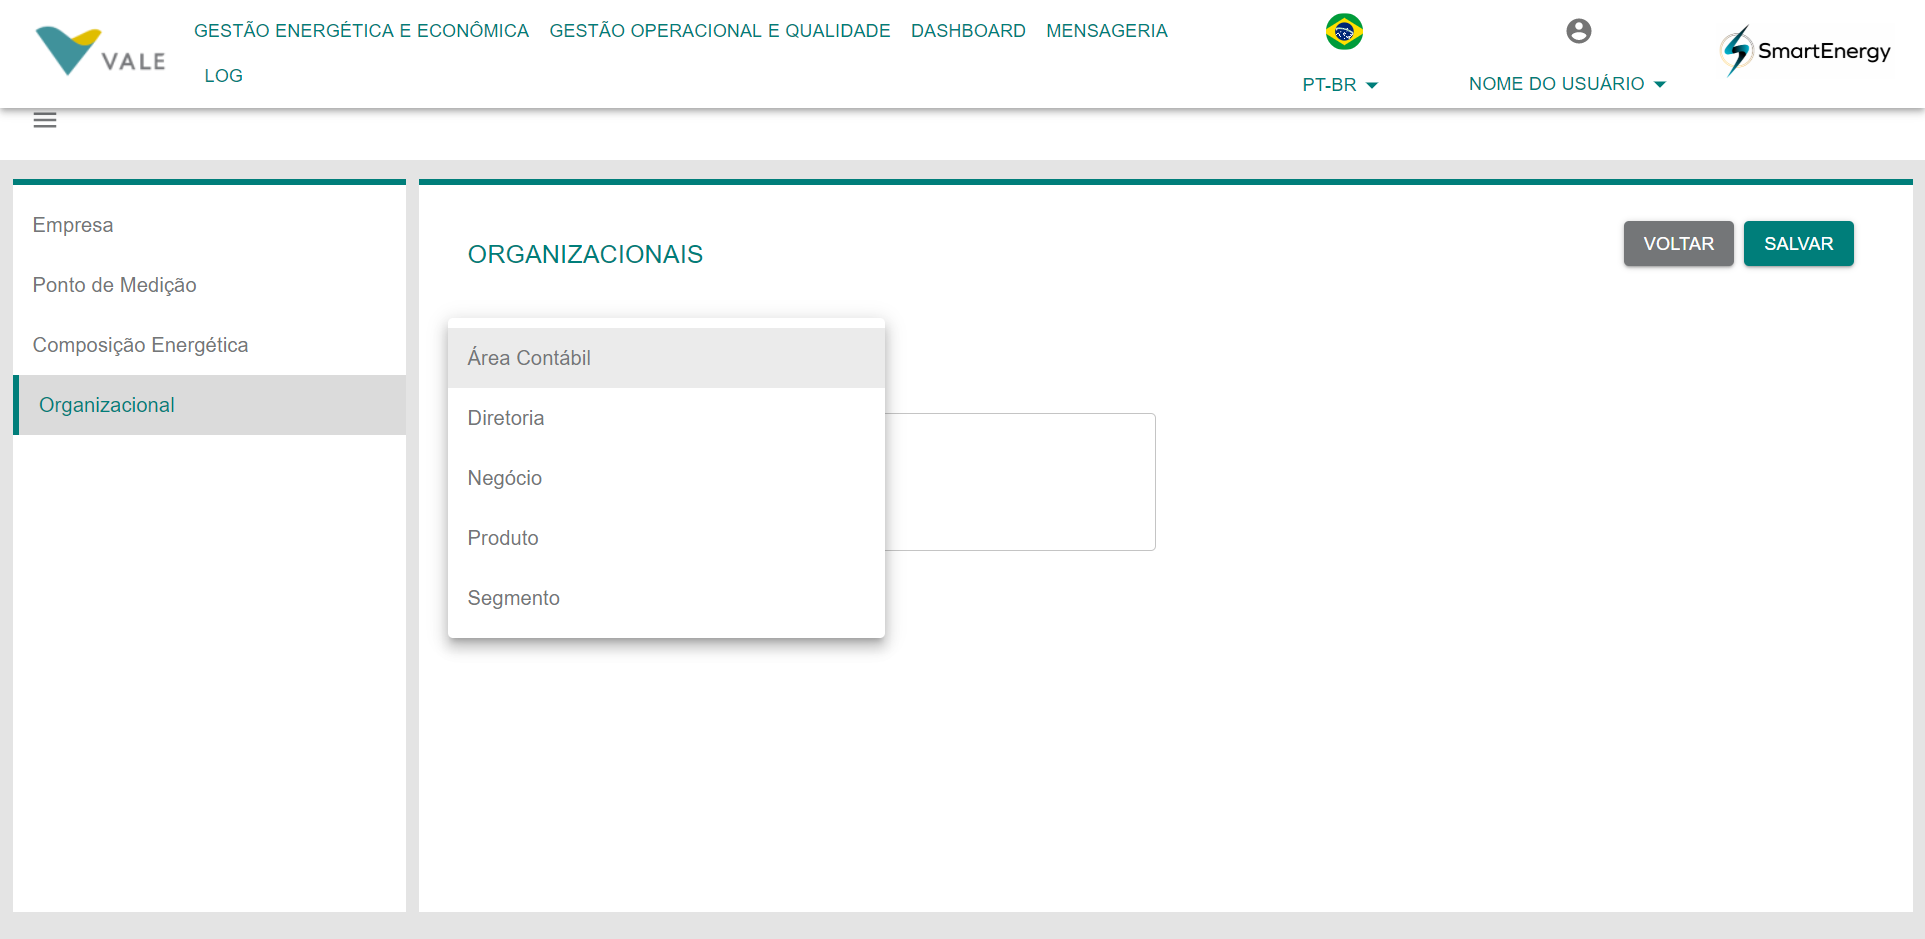 VALE
GESTÃO ENERGÉTICA E ECONÔMICA GESTÃO OPERACIONAL E QUALIDADE DASHBOARD MENSAGERIA
LOG
PT-BR
NOME DO USUÁRIO
SmartEnergy
Empresa
Ponto de Medição
Composição Energética
Organizacional
ORGANIZACIONAIS
VOLTAR
SALVAR
Área Contábil
Diretoria
Negócio
Produto
Segmento